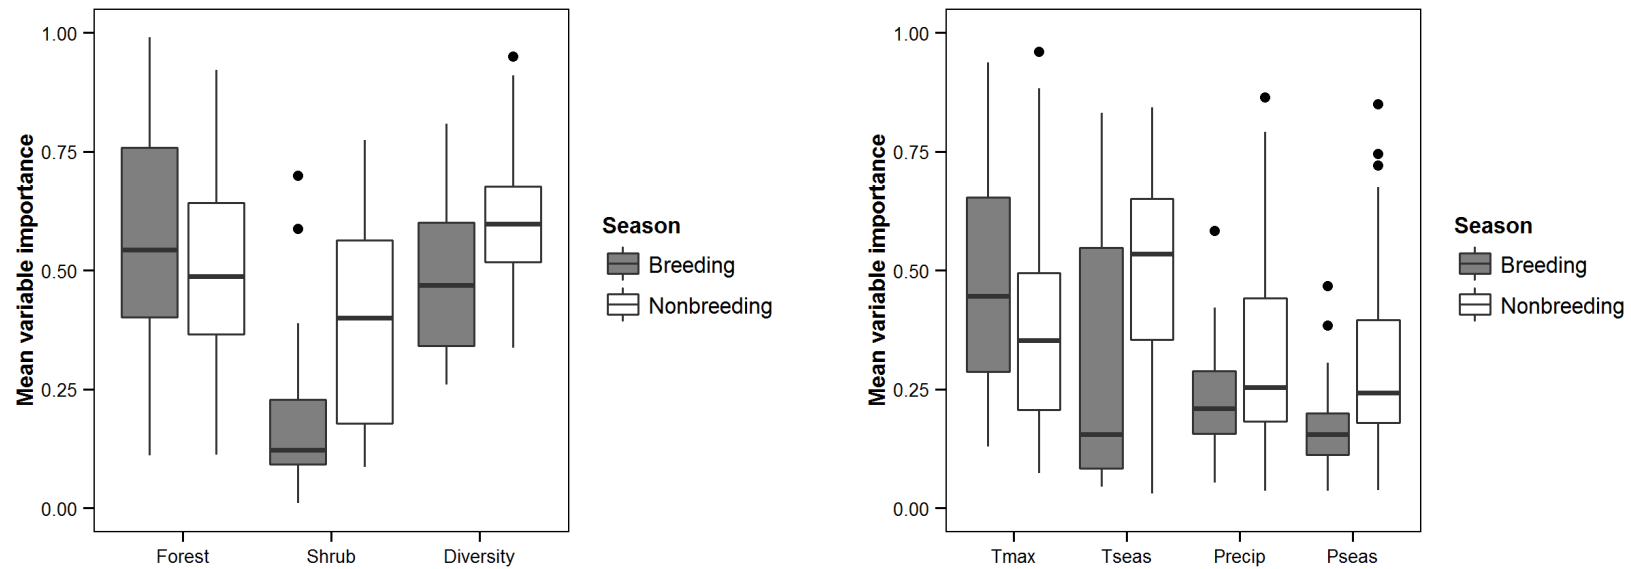 Mean variable importance
1.00
0.75
0.50
0.25
0.00
Forest
Shrub
Diversity
Season
Breeding
Nonbreeding
Mean variable importance
1.00
0.75
0.50
0.25
0.00
Tmax
Tseas
Precip
Pseas
Season
Breeding
Nonbreeding